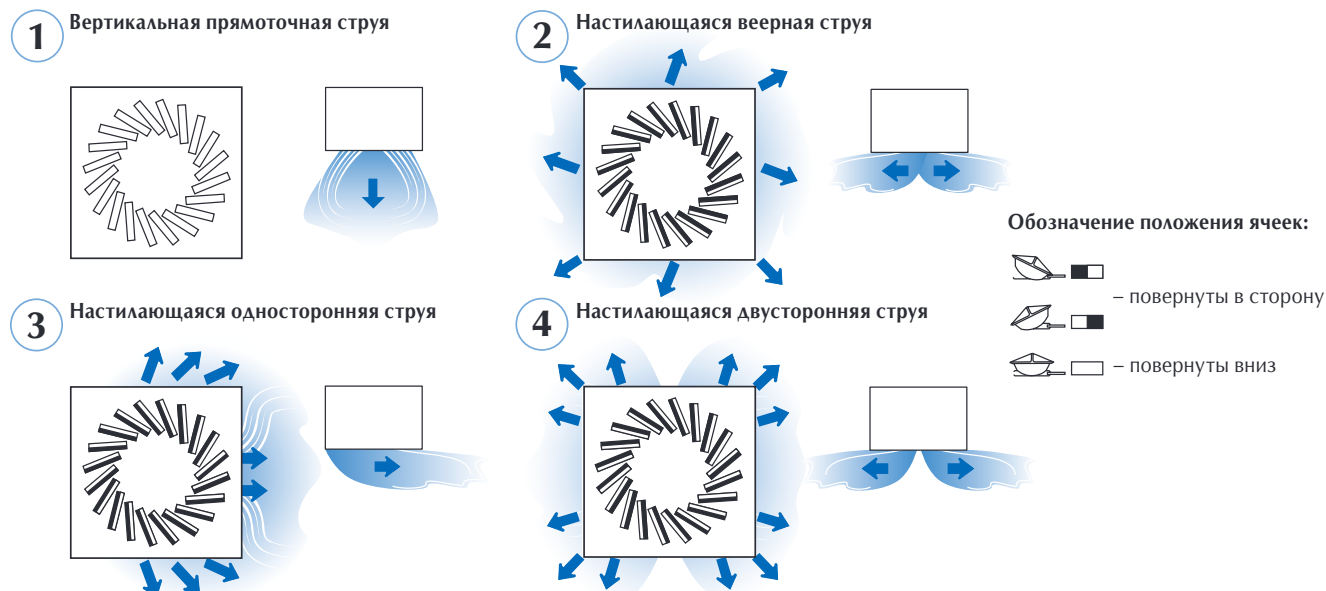 1 Вертикальная прямоточная струя
2 Настилающаяся веерная струя
Обозначение положения ячеек:
– повернуты в сторону
– повернуты вниз
3 Настилающаяся односторонняя струя
4 Настилающаяся двусторонняя струя